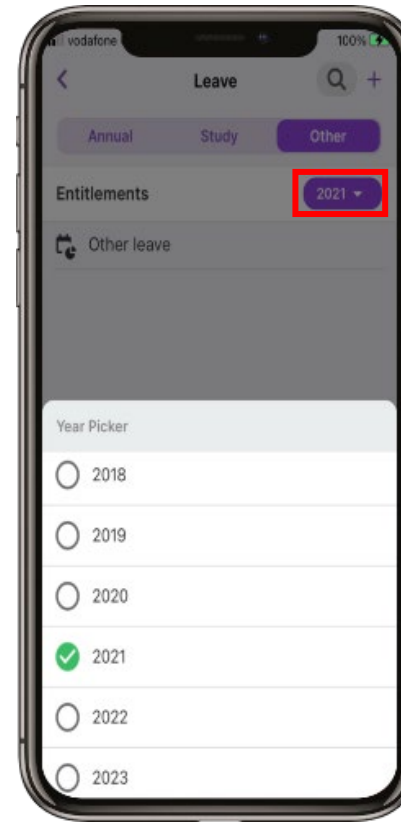 vodafone 100%
Leave
Annual Study Other
Entitlements 2021
Other leave
Year Picker
2018
2019
2020
2021
2022
2023